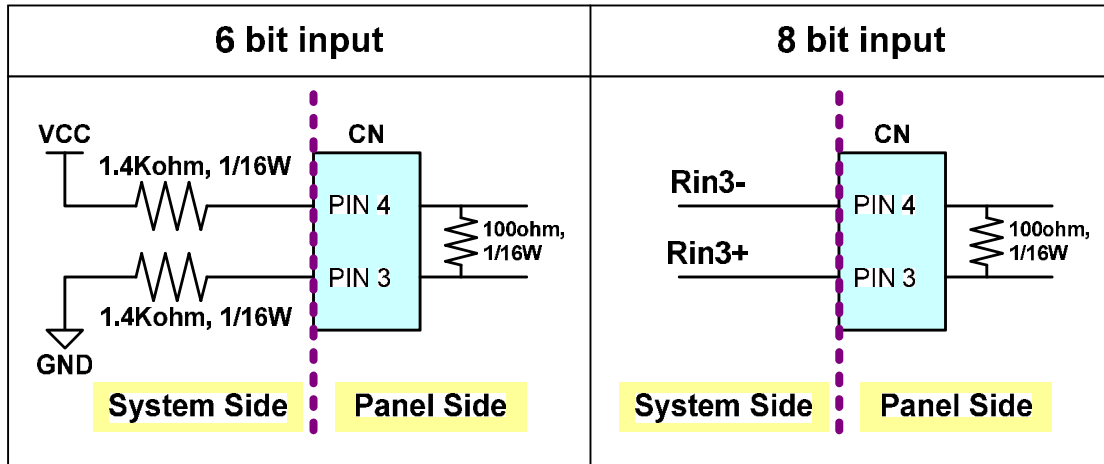 6 bit input
VCC
1.4Kohm, 1/16W
CN
PIN 4
100ohm,
1/16W
PIN 3
1.4Kohm, 1/16W
GND
System Side
Panel Side
8 bit input
CN
Rin3-
PIN 4
100ohm,
1/16W
Rin3+
PIN 3
System Side
Panel Side